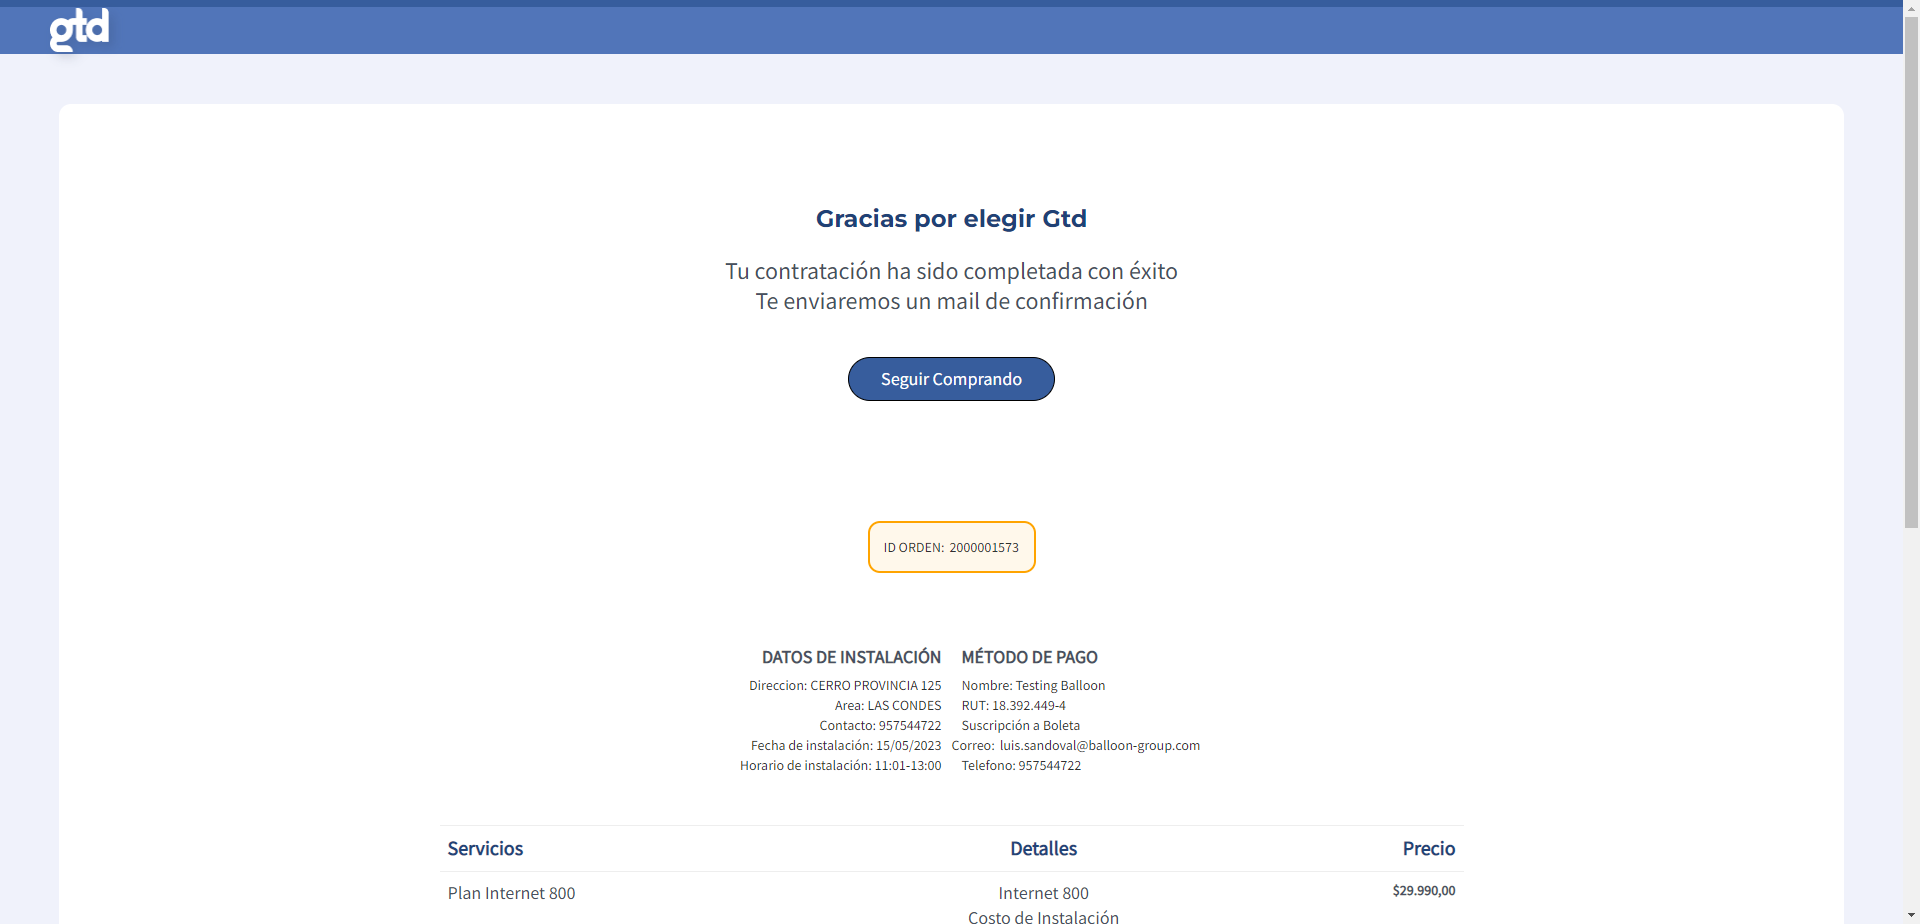 gtd
Gracias por elegir Gtd
Tu contratación ha sido completada con éxito
Te enviaremos un mail de confirmación
Seguir Comprando
ID ORDEN: 2000001573
DATOS DE INSTALACIÓN
Direccion: CERRO PROVINCIA 125
Area: LAS CONDES
Contacto: 957544722
Fecha de instalación: 15/05/2023
Horario de instalación: 11:01-13:00
MÉTODO DE PAGO
Nombre: Testing Balloon
RUT: 18.392.449-4
Suscripción a Boleta
Correo: luis.sandoval@balloon-group.com
Telefono: 957544722
Servicios Detalles Precio
Plan Internet 800 Internet 800 $29.990,00
Costo de Instalación